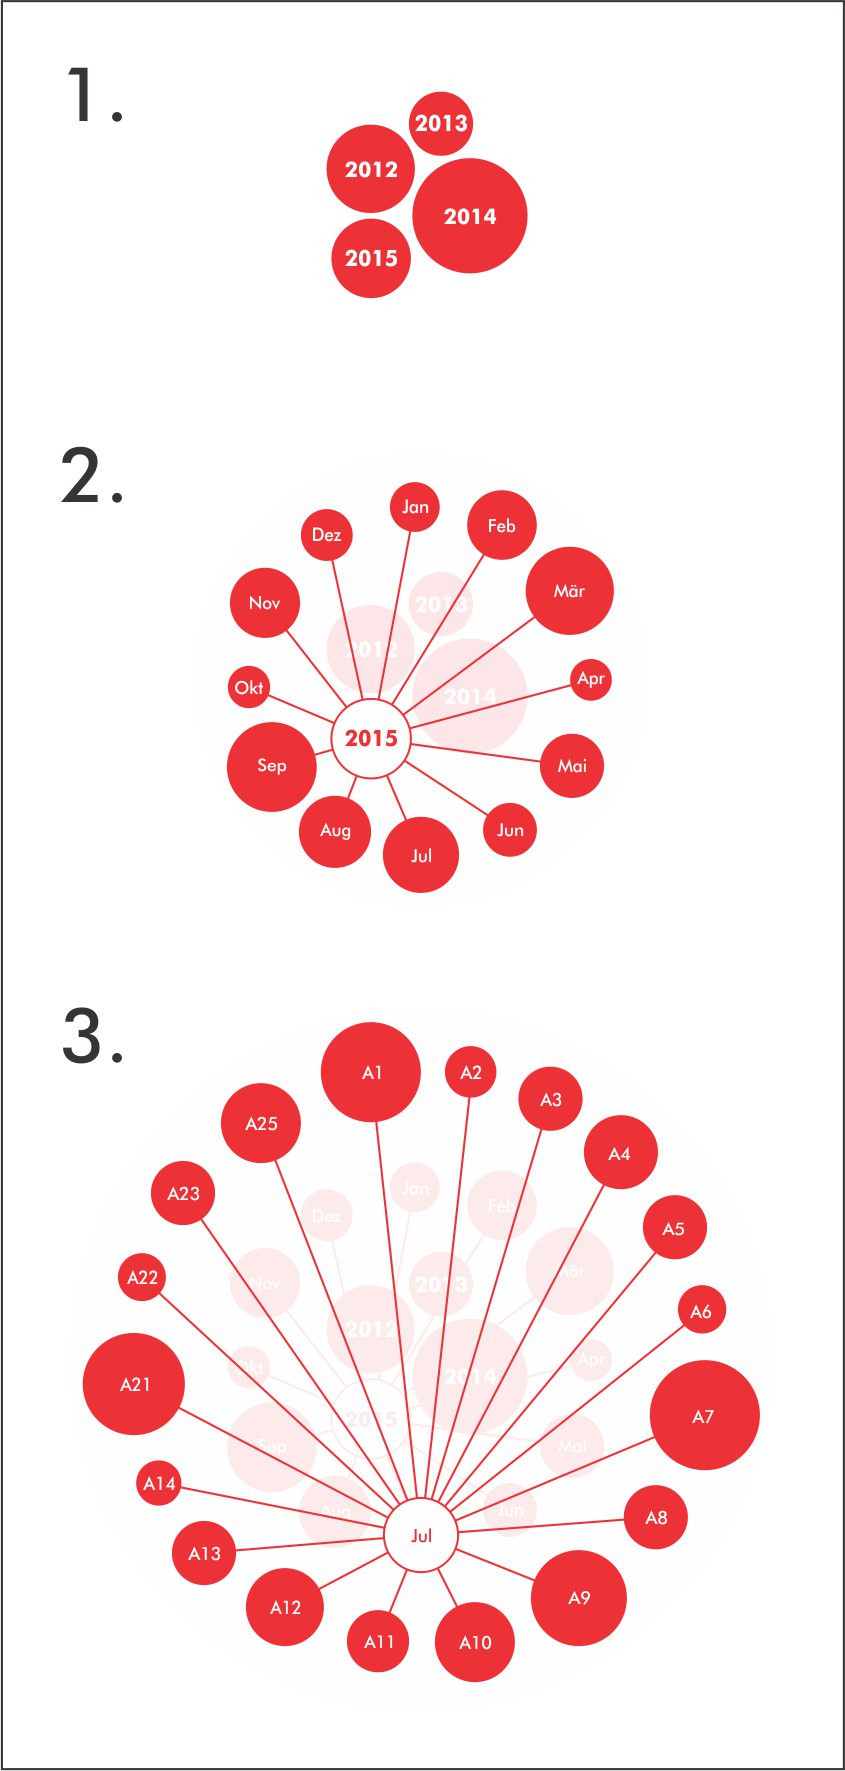 1.
2013
2012
2014
2015
2.
Jan
Feb
Dez
Mär
Nov
2013
2012
Apr
Okt
2014
2015
Sep
Mai
Aug
Jun
Jul
3.
A1
A2
A3
A25
A4
A23
Jan
Feb
Dez
A5
A22
Nov
2013
Mär
A6
2012
Okt
Apr
2014
A21
A7
2015
Sep
Mai
A14
Aug
Jun
A8
Jul
A13
A9
A12
A11
A10